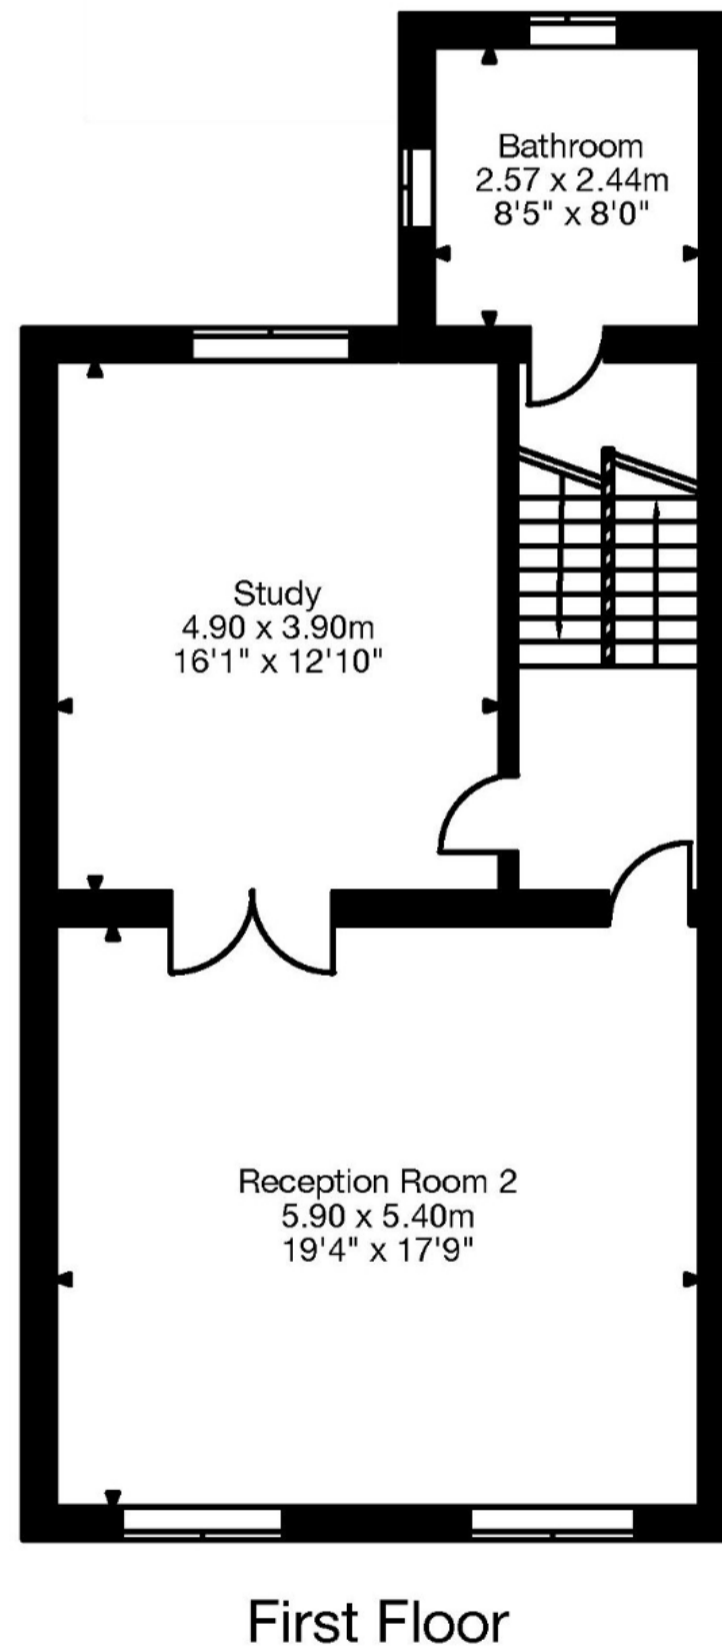 Bathroom
2.57 x 2.44m
8'5" x 8'0"
Study
4.90 x 3.90m
16'1" x 12'10"
Reception Room 2
5.90 x 5.40m
19'4" x 17'9"
First Floor